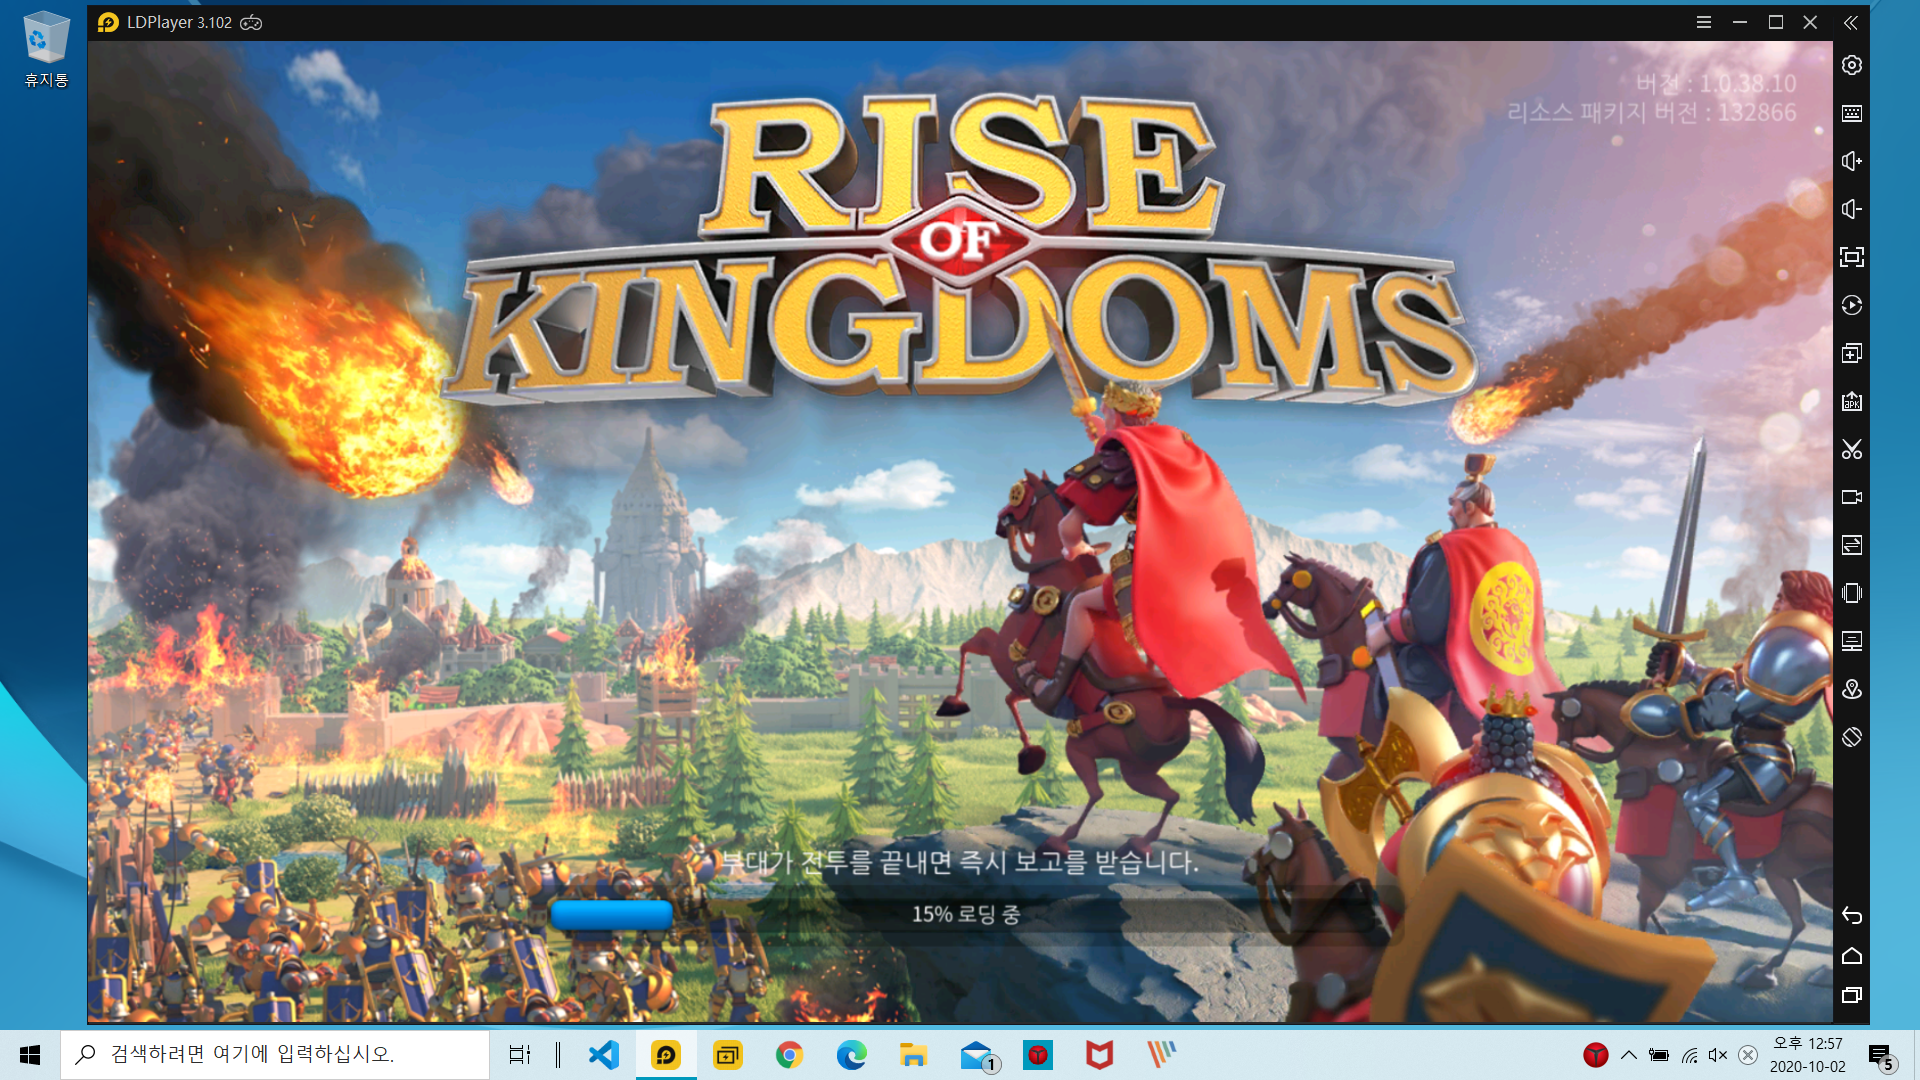 LDPlayer 3.102
휴지통
버전 : 1.0.38.10
리소스 패키지 버전 : 132866
RISE
OF
KINGDOMS
APK
부대가 전투를 끝내면 즉시 보고를 받습니다.
15% 로딩 중
검색하려면 여기에 입력하십시오.
1
오후 12:57
2020-10-02
5